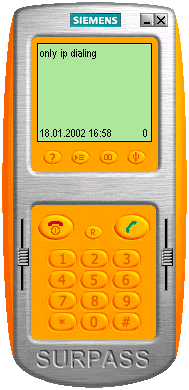 SIEMENS
only ip dialing
18.01.2002 16:58 0
?
R
1 2 3
4 5 6
7 8 9
* 0 #
SURPASS